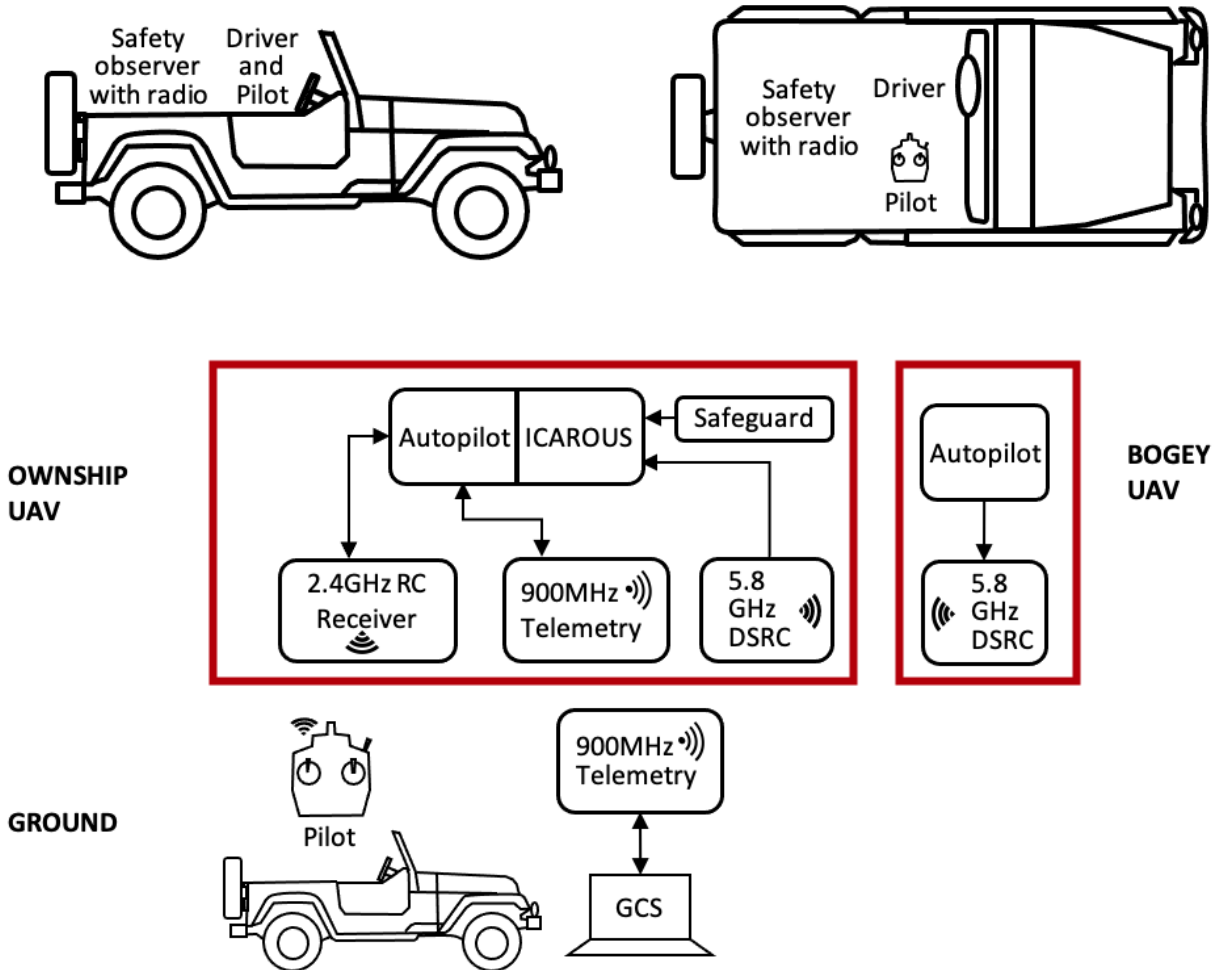 Safety
observer
with radio
Driver
and
Pilot
Safety
observer
with radio
Driver
Pilot
OWNSHIP
UAV
Autopilot
ICAROUS
Safeguard
2.4GHz RC
Receiver
900MHz
Telemetry
5.8
GHz
DSRC
Autopilot
5.8
GHz
DSRC
BOGEY
UAV
GROUND
Pilot
900MHz
Telemetry
GCS